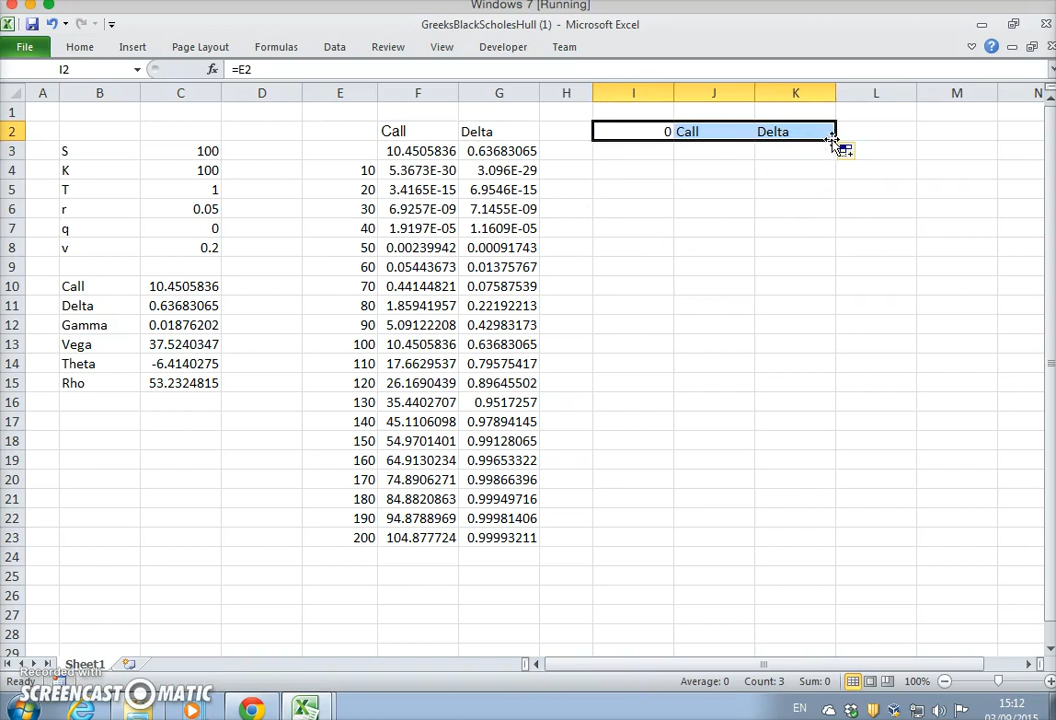 Windows 7 [Running]
GreeksBlackScholesHull (1) - Microsoft Excel
File Home Insert Page Layout Formulas Data Review View Developer Team
I2 fx =E2
A B C D E F G H I J K L M N
1
2 Call Delta 0 Call Delta
3 S 100 10.4505836 0.63683065
4 K 100 10 5.3673E-30 3.096E-29
5 T 1 20 3.4165E-15 6.9546E-15
6 r 0.05 30 6.9257E-09 7.1455E-09
7 q 0 40 1.9197E-05 1.1609E-05
8 v 0.2 50 0.00239942 0.00091743
9 60 0.05443673 0.01375767
10 Call 10.4505836 70 0.44144821 0.07587539
11 Delta 0.63683065 80 1.85941957 0.22192213
12 Gamma 0.01876202 90 5.09122208 0.42983173
13 Vega 37.5240347 100 10.4505836 0.63683065
14 Theta -6.4140275 110 17.6629537 0.79575417
15 Rho 53.2324815 120 26.1690439 0.89645502
16 130 35.4402707 0.9517257
17 140 45.1106098 0.97894145
18 150 54.9701401 0.99128065
19 160 64.9130234 0.99653322
20 170 74.8906271 0.99866396
21 180 84.8820863 0.99949716
22 190 94.8788969 0.99981406
23 200 104.877724 0.99993211
24
25
26
27
28
29
Sheet1
Ready Average: 0 Count: 3 Sum: 0 100%
Recorded with
SCREENCAST O MATIC
EN 15:12
03/09/2015